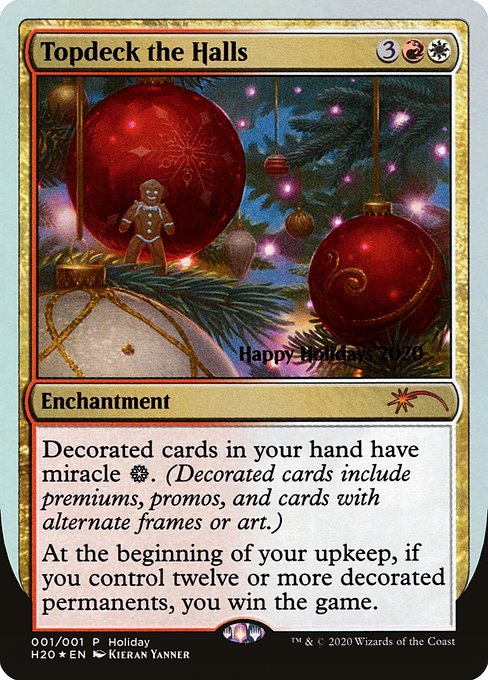 Topdeck the Halls 3
Happy Holidays 2020
Enchantment
Decorated cards in your hand have
miracle. (Decorated cards include
premiums, promos, and cards with
alternate frames or art.)
At the beginning of your upkeep, if
you control twelve or more decorated
permanents, you win the game.
001/001 P Holiday
H20★EN Kieran Yanner
™ & © 2020 Wizards of the Coast